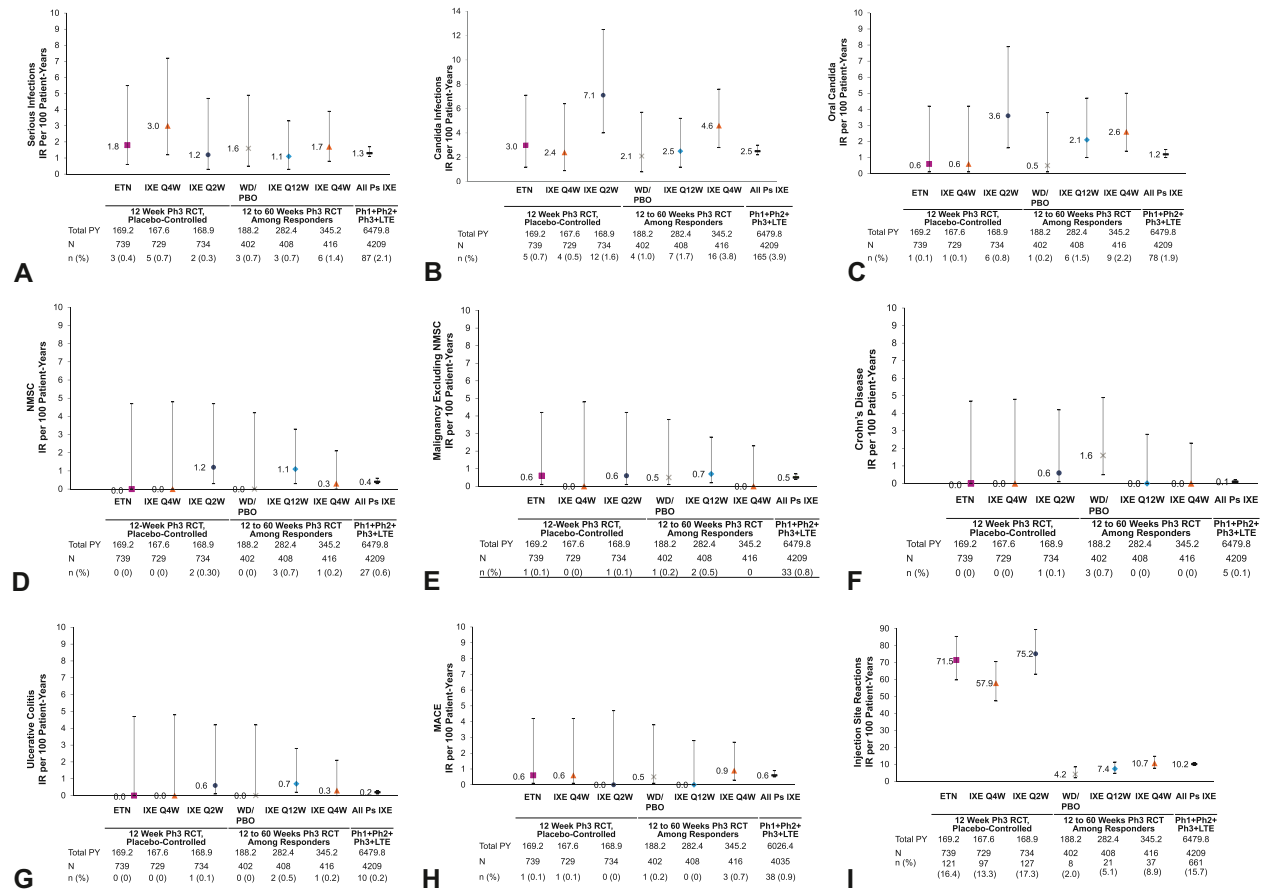 10
9
8
7
6
5
4
3
2
1
0
Serious Infections
IR Per 100 Patient-Years
1.8
3.0
1.2
1.6
1.1
1.7
1.3
ETN IXE Q4W IXE Q2W WD/ IXE Q12W IXE Q4W All Ps IXE
PBO
12 Week Ph3 RCT, 12 to 60 Weeks Ph3 RCT Ph1+Ph2+
Placebo-Controlled Among Responders Ph3+LTE
Total PY 169.2 167.6 168.9 188.2 282.4 345.2 6479.8
N 739 729 734 402 408 416 4209
n (%) 3 (0.4) 5 (0.7) 2 (0.3) 3 (0.7) 3 (0.7) 6 (1.4) 87 (2.1)
A
14
12
10
8
6
4
2
0
Candida Infections
IR per 100 Patient-Years
3.0
2.4
7.1
2.1
2.5
4.6
2.5
ETN IXE Q4W IXE Q2W WD/ IXE Q12W IXE Q4W All Ps IXE
PBO
12 Week Ph3 RCT, 12 to 60 Weeks Ph3 RCT Ph1+Ph2+
Placebo-Controlled Among Responders Ph3+LTE
Total PY 169.2 167.6 168.9 188.2 282.4 345.2 6479.8
N 739 729 734 402 408 416 4209
n (%) 5 (0.7) 4 (0.5) 12 (1.6) 4 (1.0) 7 (1.7) 16 (3.8) 165 (3.9)
B
10
9
8
7
6
5
4
3
2
1
0
Oral Candida
IR per 100 Patient-Years
0.6
0.6
3.6
0.5
2.1
2.6
1.2
ETN IXE Q4W IXE Q2W WD/ IXE Q12W IXE Q4W All Ps IXE
PBO
12 Week Ph3 RCT, 12 to 60 Weeks Ph3 RCT Ph1+Ph2+
Placebo-Controlled Among Responders Ph3+LTE
Total PY 169.2 167.6 168.9 188.2 282.4 345.2 6479.8
N 739 729 734 402 408 416 4209
n (%) 1 (0.1) 1 (0.1) 6 (0.8) 1 (0.2) 6 (1.5) 9 (2.2) 78 (1.9)
C
10
9
8
7
6
5
4
3
2
1
0
NMSC
IR per 100 Patient-Years
0.0
0.0
1.2
0.0
1.1
0.3
0.4
ETN IXE Q4W IXE Q2W WD/ IXE Q12W IXE Q4W All Ps IXE
PBO
12-Week Ph3 RCT, 12 to 60 Weeks Ph3 RCT Ph1+Ph2+
Placebo-Controlled Among Responders Ph3+LTE
Total PY 169.2 167.6 168.9 188.2 282.4 345.2 6479.8
N 739 729 734 402 408 416 4209
n (%) 0 (0) 0 (0) 2 (0.30) 0 (0) 3 (0.7) 1 (0.2) 27 (0.6)
D
10
9
8
7
6
5
4
3
2
1
0
Malignancy Excluding NMSC
IR per 100 Patient-Years
0.6
0.0
0.6
0.5
0.7
0.0
0.5
ETN IXE Q4W IXE Q2W WD/ IXE Q12W IXE Q4W All Ps IXE
PBO
12-Week Ph3 RCT, 12 to 60 Weeks Ph3 RCT Ph1+Ph2+
Placebo-Controlled Among Responders Ph3+LTE
Total PY 169.2 167.6 168.9 188.2 282.4 345.2 6479.8
N 739 729 734 402 408 416 4209
n (%) 1 (0.1) 0 (0) 1 (0.1) 1 (0.2) 2 (0.5) 0 33 (0.8)
E
10
9
8
7
6
5
4
3
2
1
0
Crohn's Disease
IR per 100 Patient-Years
0.0
0.0
0.6
1.6
0.0
0.0
0.1
ETN IXE Q4W IXE Q2W WD/ IXE Q12W IXE Q4W All Ps IXE
PBO
12 Week Ph3 RCT, 12 to 60 Weeks Ph3 RCT Ph1+Ph2+
Placebo-Controlled Among Responders Ph3+LTE
Total PY 169.2 167.6 168.9 188.2 282.4 345.2 6479.8
N 739 729 734 402 408 416 4209
n (%) 0 (0) 0 (0) 1 (0.1) 3 (0.7) 0 (0) 0 (0) 5 (0.1)
F
10
9
8
7
6
5
4
3
2
1
0
Ulcerative Colitis
IR per 100 Patient-Years
0.0
0.0
0.6
0.0
0.7
0.3
0.2
ETN IXE Q4W IXE Q2W WD/ IXE Q12W IXE Q4W All Ps IXE
PBO
12 Week Ph3 RCT, 12 to 60 Weeks Ph3 RCT Ph1+Ph2+
Placebo-Controlled Among Responders Ph3+LTE
Total PY 169.2 167.6 168.9 188.2 282.4 345.2 6479.8
N 739 729 734 402 408 416 4209
n (%) 0 (0) 0 (0) 1 (0.1) 0 (0) 2 (0.5) 1 (0.2) 10 (0.2)
G
10
9
8
7
6
5
4
3
2
1
0
MACE
IR per 100 Patient-Years
0.6
0.6
0.0
0.5
0.0
0.9
0.6
ETN IXE Q4W IXE Q2W WD/ IXE Q12W IXE Q4W All Ps IXE
PBO
12 Week Ph3 RCT, 12 to 60 Weeks Ph3 RCT Ph1+Ph2+
Placebo-Controlled Among Responders Ph3+LTE
Total PY 169.2 167.6 168.9 188.2 282.4 345.2 6026.4
N 739 729 734 402 408 416 4035
n (%) 1 (0.1) 1 (0.1) 0 (0) 1 (0.2) 0 (0) 3 (0.7) 38 (0.9)
H
90
80
70
60
50
40
30
20
10
0
Injection Site Reactions
IR per 100 Patient-Years
71.5
57.9
75.2
4.2
7.4
10.7
10.2
ETN IXE Q4W IXE Q2W WD/ IXE Q12W IXE Q4W All Ps IXE
PBO
12 Week Ph3 RCT, 12 to 60 Weeks Ph3 RCT Ph1+Ph2+
Placebo-Controlled Among Responders Ph3+LTE
Total PY 169.2 167.6 168.9 188.2 282.4 345.2 6479.8
N 739 729 734 402 408 416 4209
n (%) 121 97 127 8 21 37 661
(16.4) (13.3) (17.3) (2.0) (5.1) (8.9) (15.7)
I